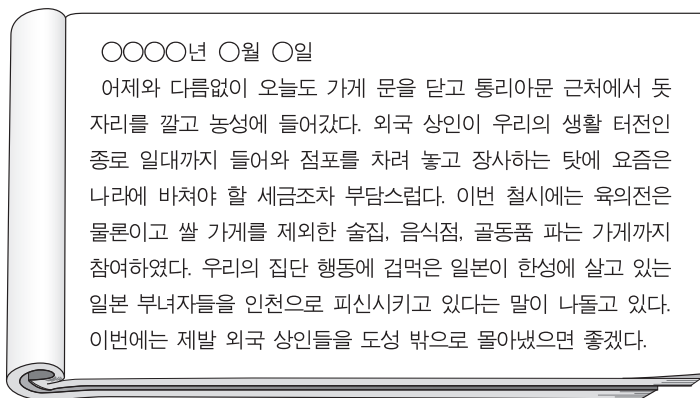 ○○○○년 ○월 ○일
어제와 다름없이 오늘도 가게 문을 닫고 통리아문 근처에서 돗
자리를 깔고 농성에 들어갔다. 외국 상인이 우리의 생활 터전인
종로 일대까지 들어와 점포를 차려 놓고 장사하는 탓에 요즘은
나라에 바쳐야 할 세금조차 부담스럽다. 이번 철시에는 육의전은
물론이고 쌀 가게를 제외한 술집, 음식점, 골동품 파는 가게까지
참여하였다. 우리의 집단 행동에 겁먹은 일본이 한성에 살고 있는
일본 부녀자들을 인천으로 피신시키고 있다는 말이 나돌고 있다.
이번에는 제발 외국 상인들을 도성 밖으로 몰아냈으면 좋겠다.